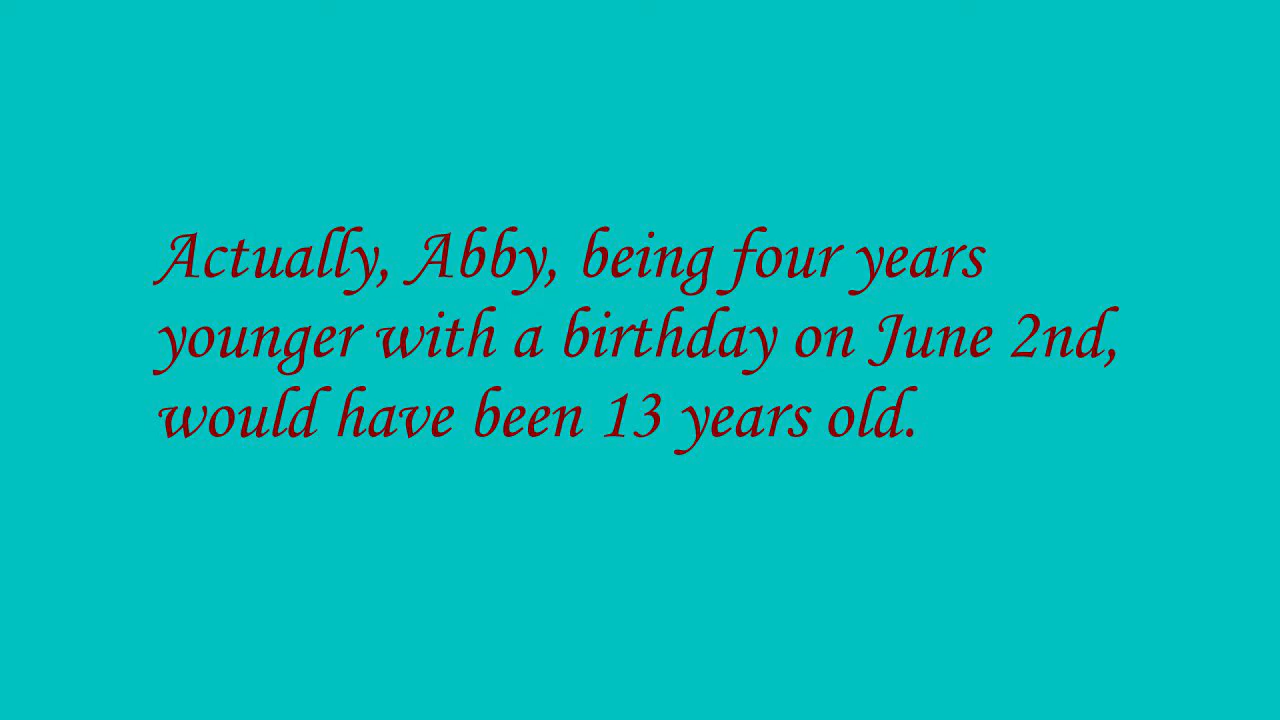 Actually, Abby, being four years
younger with a birthday on June 2nd,
would have been 13 years old.